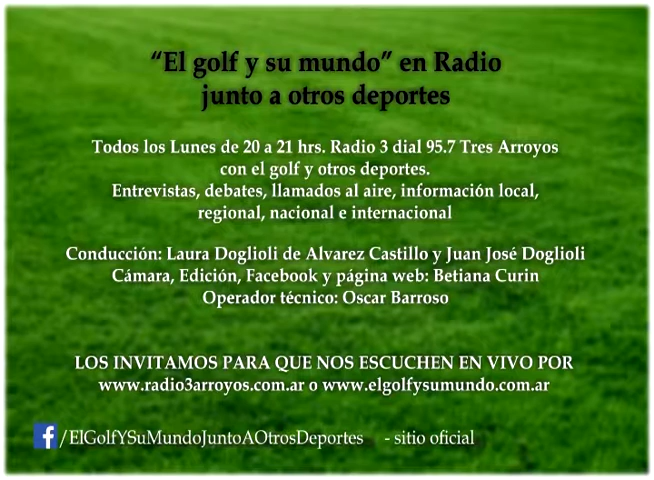 “El golf y su mundo” en Radio
junto a otros deportes
Todos los Lunes de 20 a 21 hrs. Radio 3 dial 95.7 Tres Arroyos
con el golf y otros deportes.
Entrevistas, debates, llamados al aire, información local,
regional, nacional e internacional
Conducción: Laura Doglioli de Alvarez Castillo y Juan José Doglioli
Cámara, Edición, Facebook y página web: Betiana Curin
Operador técnico: Oscar Barroso
LOS INVITAMOS PARA QUE NOS ESCUCHEN EN VIVO POR
www.radio3arroyos.com.ar o www.elgolfysumundo.com.ar
f /ElGolfYSuMundoJuntoAOtrosDeportes - sitio oficial